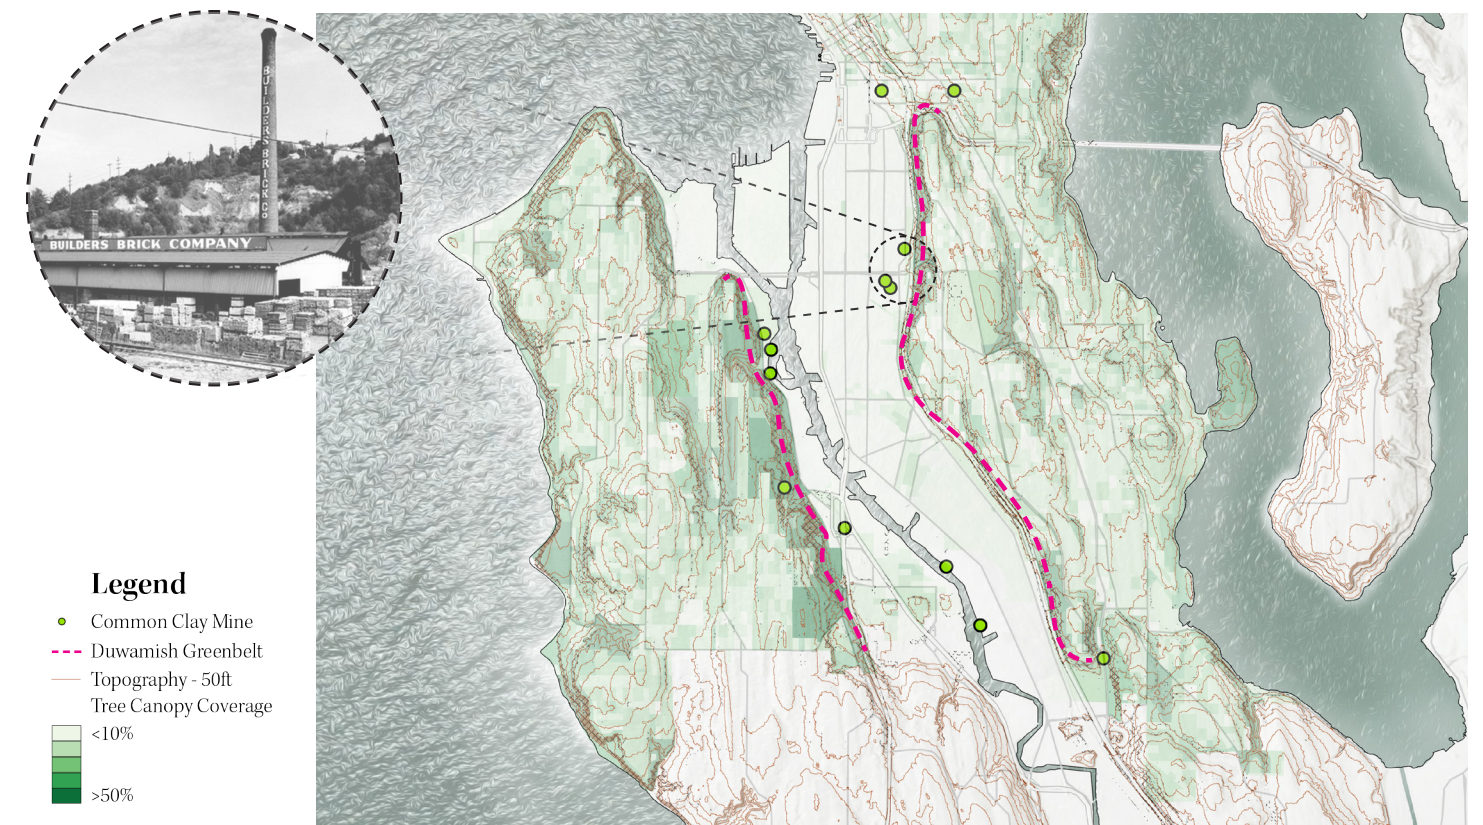 BUILDERS BRICK CO
BUILDERS BRICK COMPANY
Legend
Common Clay Mine
Duwamish Greenbelt
Topography - 50ft
Tree Canopy Coverage
<10%
>50%